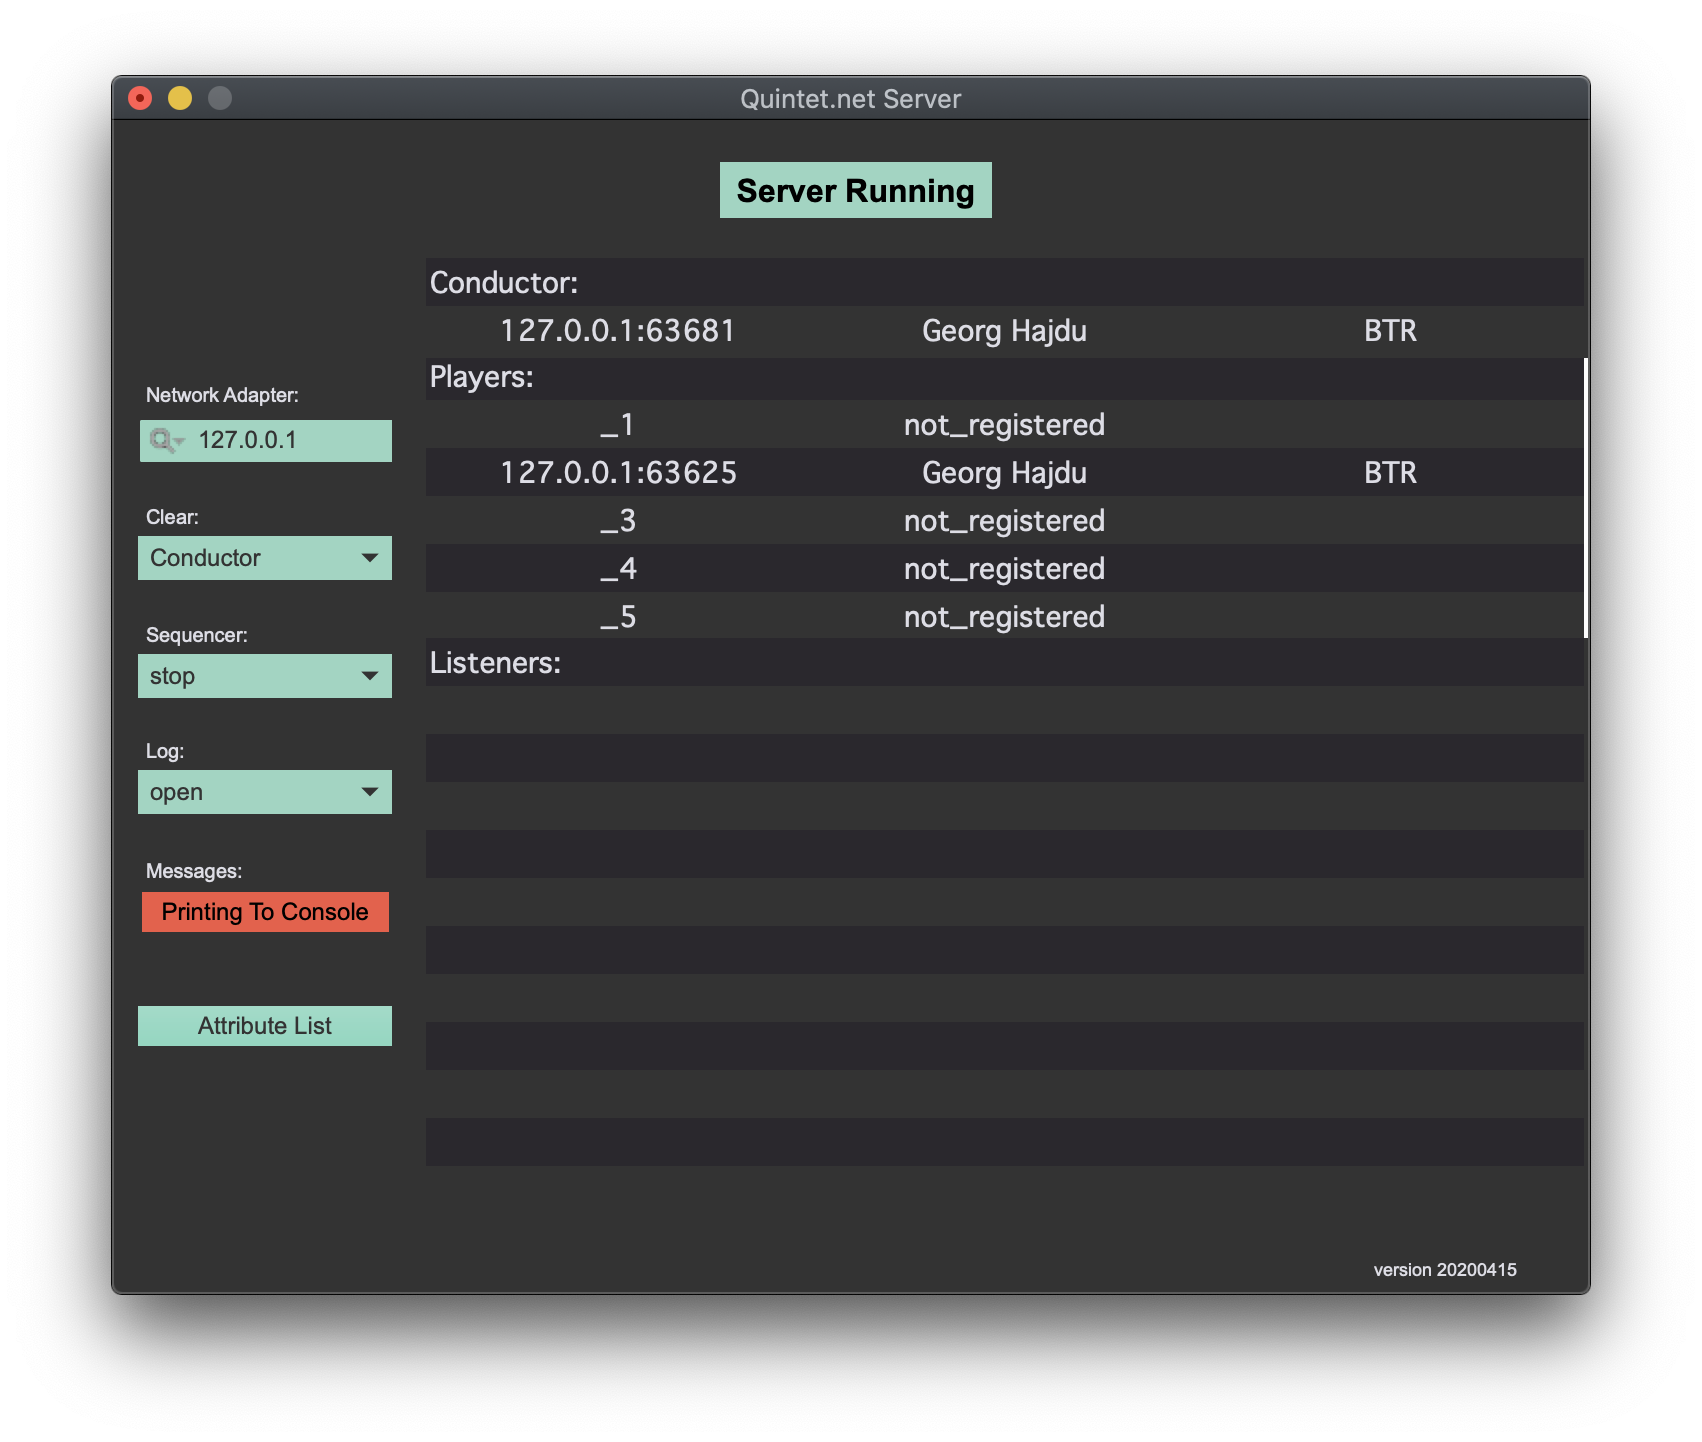 Quintet.net Server
Server Running
Conductor:
127.0.0.1:63681 Georg Hajdu BTR
Players:
_1 not_registered
127.0.0.1:63625 Georg Hajdu BTR
_3 not_registered
_4 not_registered
_5 not_registered
Listeners:
Network Adapter:
127.0.0.1
Clear:
Conductor
Sequencer:
stop
Log:
open
Messages:
Printing To Console
Attribute List
version 20200415